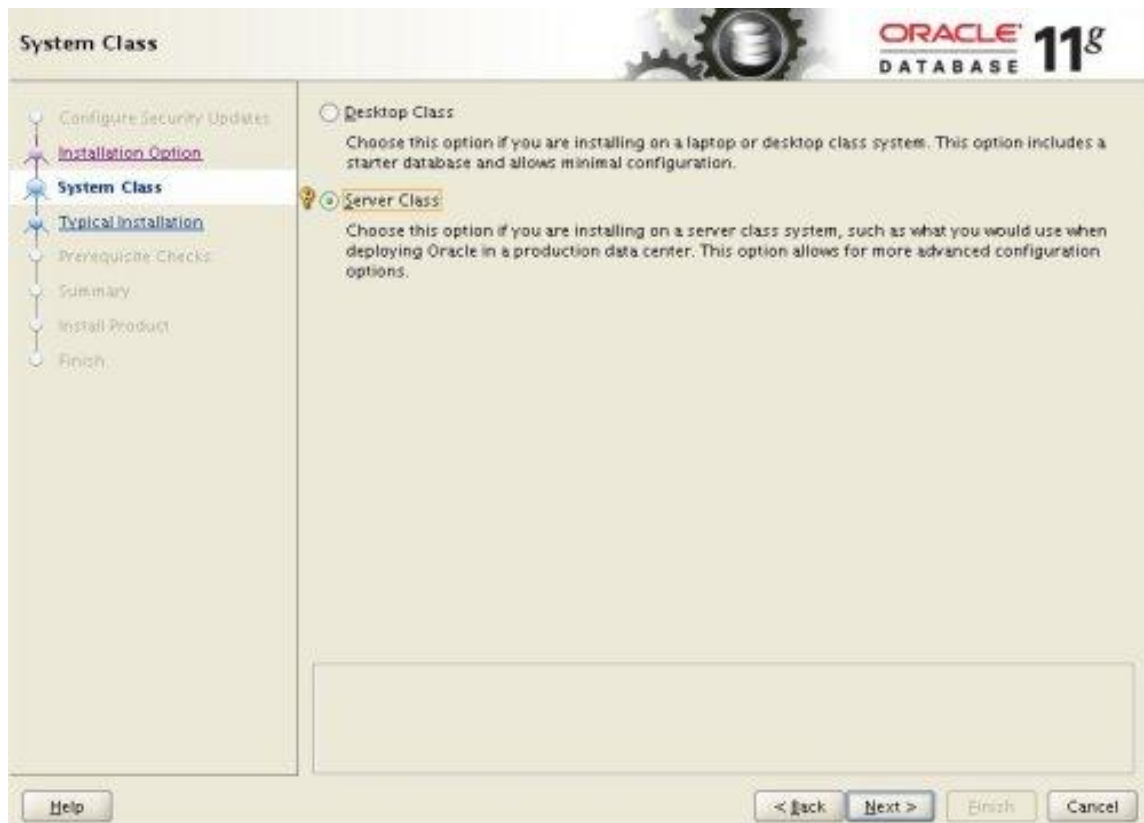 System Class
ORACLE
DATABASE
11g
Configure Security Updates
Installation Option
System Class
Typical Installation
Prerequisite Checks
Summary
Install Product
Finish
Desktop Class
Choose this option if you are installing on a laptop or desktop class system. This option includes a
starter database and allows minimal configuration.
Server Class
Choose this option if you are installing on a server class system, such as what you would use when
deploying Oracle in a production data center. This option allows for more advanced configuration
options.
Help
< Back
Next >
Finish
Cancel